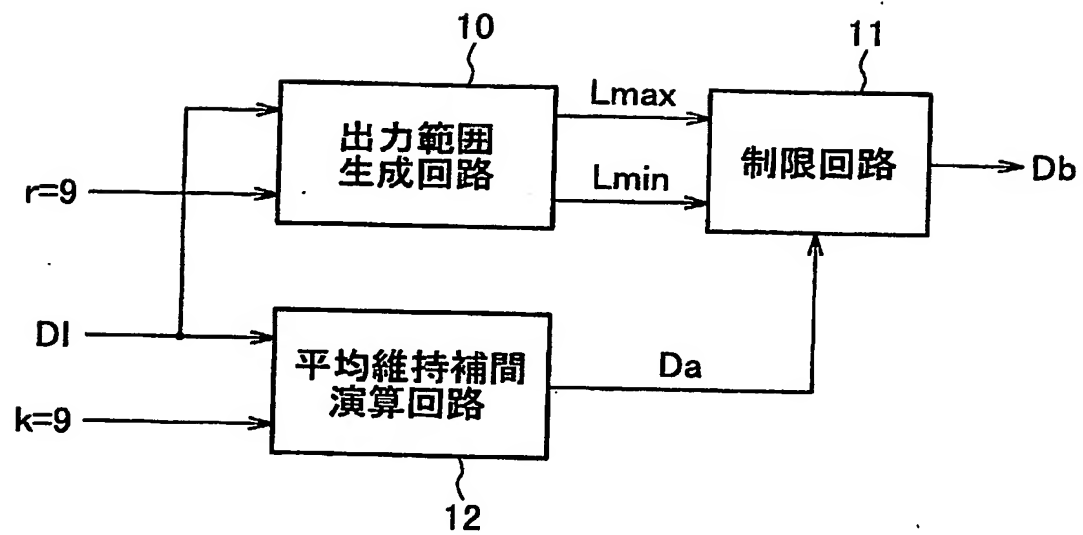 10
11
出力範囲
生成回路
Lmax
Lmin
制限回路
Db
r=9
DI
k=9
平均維持補間
演算回路
Da
12